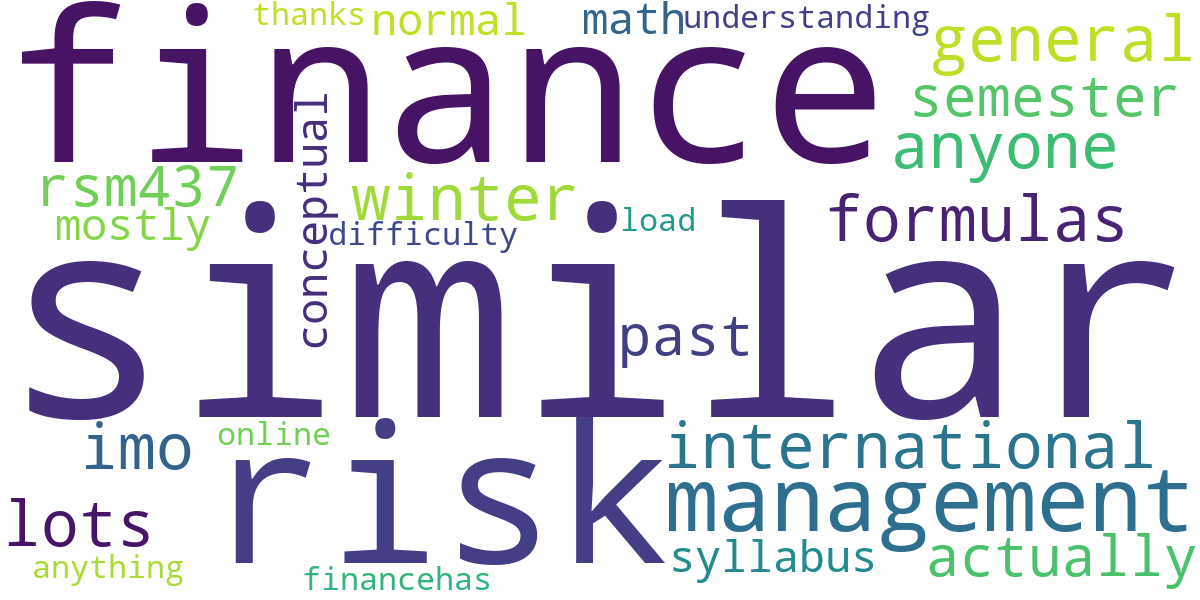 thanks
normal
math
understanding
finance
general
semester
anyone
conceptual
rsm437
winter
mostly
difficulty
load
formulas
similar
past
imo
online
risk
international
management
lots
syllabus
actually
anything
financehas